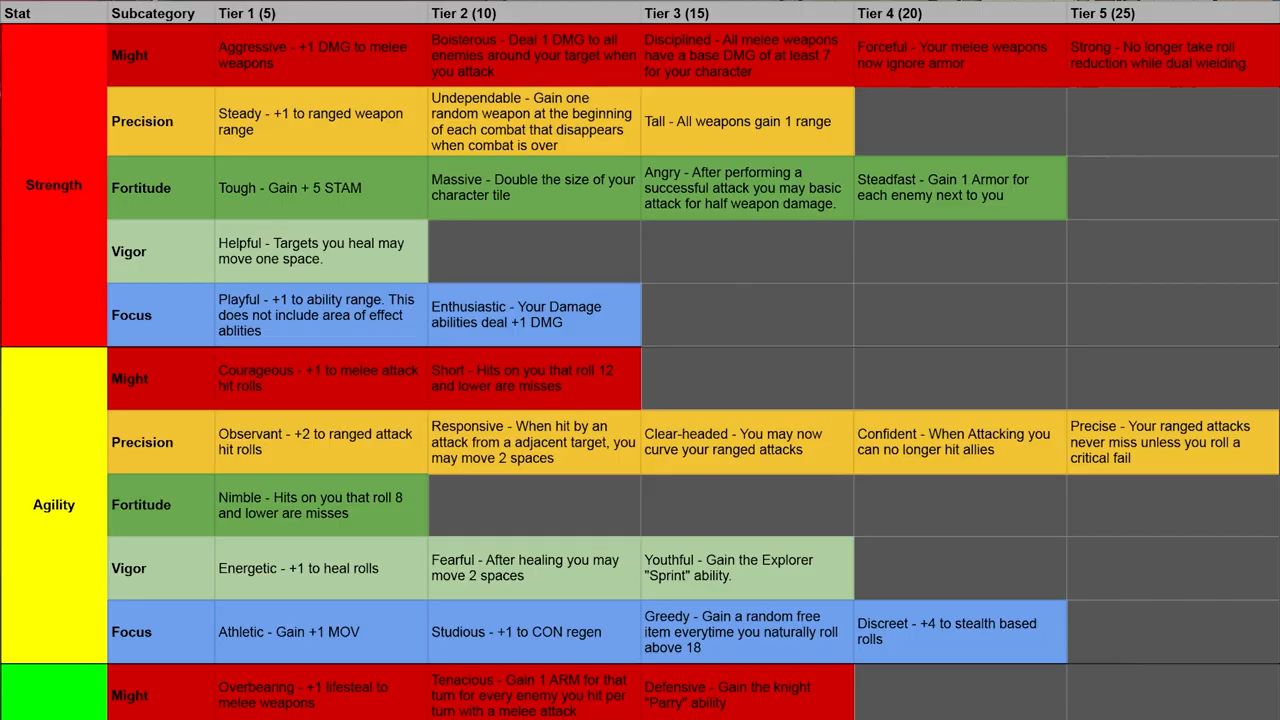 Stat Subcategory Tier 1 (5) Tier 2 (10) Tier 3 (15) Tier 4 (20) Tier 5 (25)
Strength
Might
Aggressive - +1 DMG to melee
weapons
Boisterous - Deal 1 DMG to all
enemies around your target when
you attack
Disciplined - All melee weapons
have a base DMG of at least 7
for your character
Forceful - Your melee weapons
now ignore armor
Strong - No longer take roll
reduction while dual wielding.
Precision
Steady - +1 to ranged weapon
range
Undependable - Gain one
random weapon at the beginning
of each combat that disappears
when combat is over
Tall - All weapons gain 1 range
Fortitude
Tough - Gain + 5 STAM
Massive - Double the size of your
character tile
Angry - After performing a
successful attack you may basic
attack for half weapon damage.
Steadfast - Gain 1 Armor for
each enemy next to you
Vigor
Helpful - Targets you heal may
move one space.
Focus
Playful - +1 to ability range. This
does not include area of effect
ablities
Enthusiastic - Your Damage
abilities deal +1 DMG
Agility
Might
Courageous - +1 to melee attack
hit rolls
Short - Hits on you that roll 12
and lower are misses
Precision
Observant - +2 to ranged attack
hit rolls
Responsive - When hit by an
attack from a adjacent target, you
may move 2 spaces
Clear-headed - You may now
curve your ranged attacks
Confident - When Attacking you
can no longer hit allies
Precise - Your ranged attacks
never miss unless you roll a
critical fail
Fortitude
Nimble - Hits on you that roll 8
and lower are misses
Vigor
Energetic - +1 to heal rolls
Fearful - After healing you may
move 2 spaces
Youthful - Gain the Explorer
"Sprint" ability.
Focus
Athletic - Gain +1 MOV
Studious - +1 to CON regen
Greedy - Gain a random free
item everytime you naturally roll
above 18
Discreet - +4 to stealth based
rolls
Might
Overbearing - +1 lifesteal to
melee weapons
Tenacious - Gain 1 ARM for that
turn for every enemy you hit per
turn with a melee attack
Defensive - Gain the knight
"Parry" ability